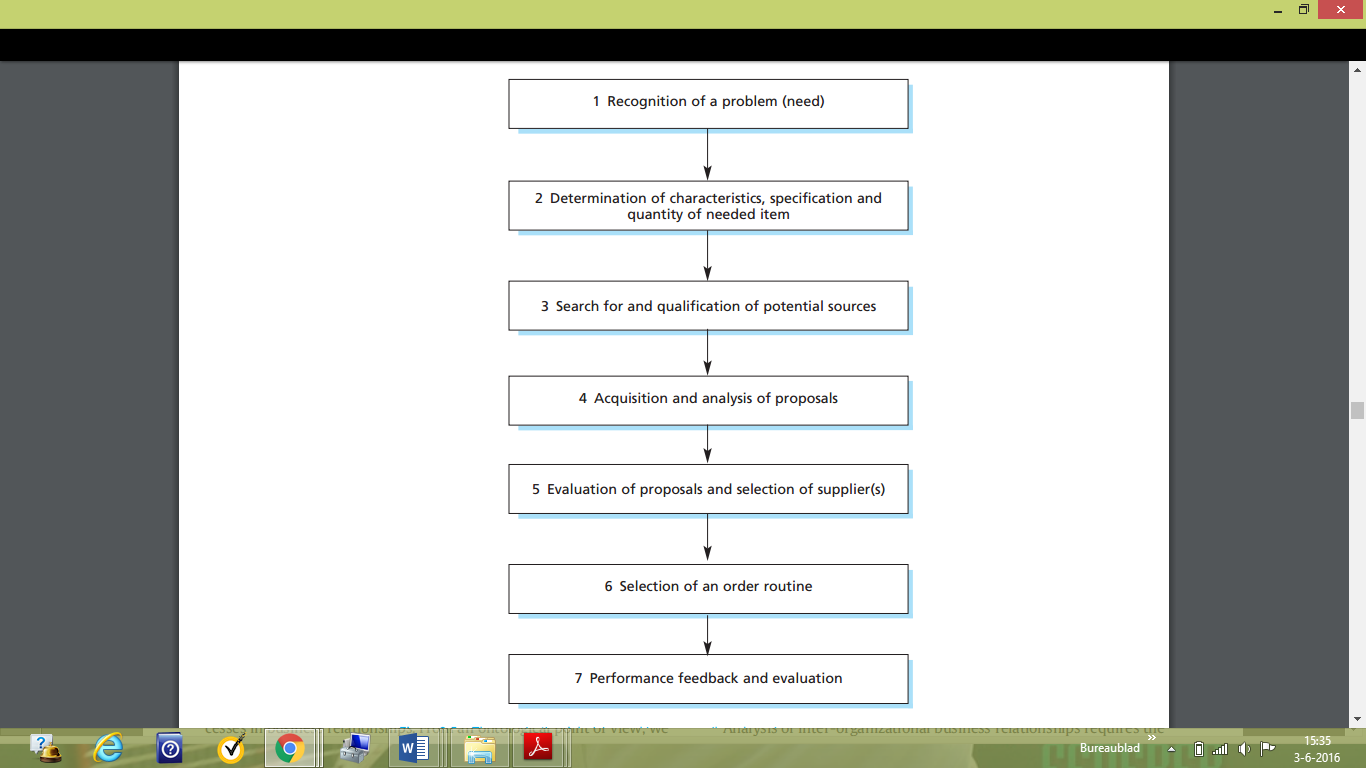 1 Recognition of a problem (need)
2 Determination of characteristics, specification and
quantity of needed item
3 Search for and qualification of potential sources
4 Acquisition and analysis of proposals
5 Evaluation of proposals and selection of supplier(s)
6 Selection of an order routine
7 Performance feedback and evaluation
Bureaublad
15:35
3-6-2016